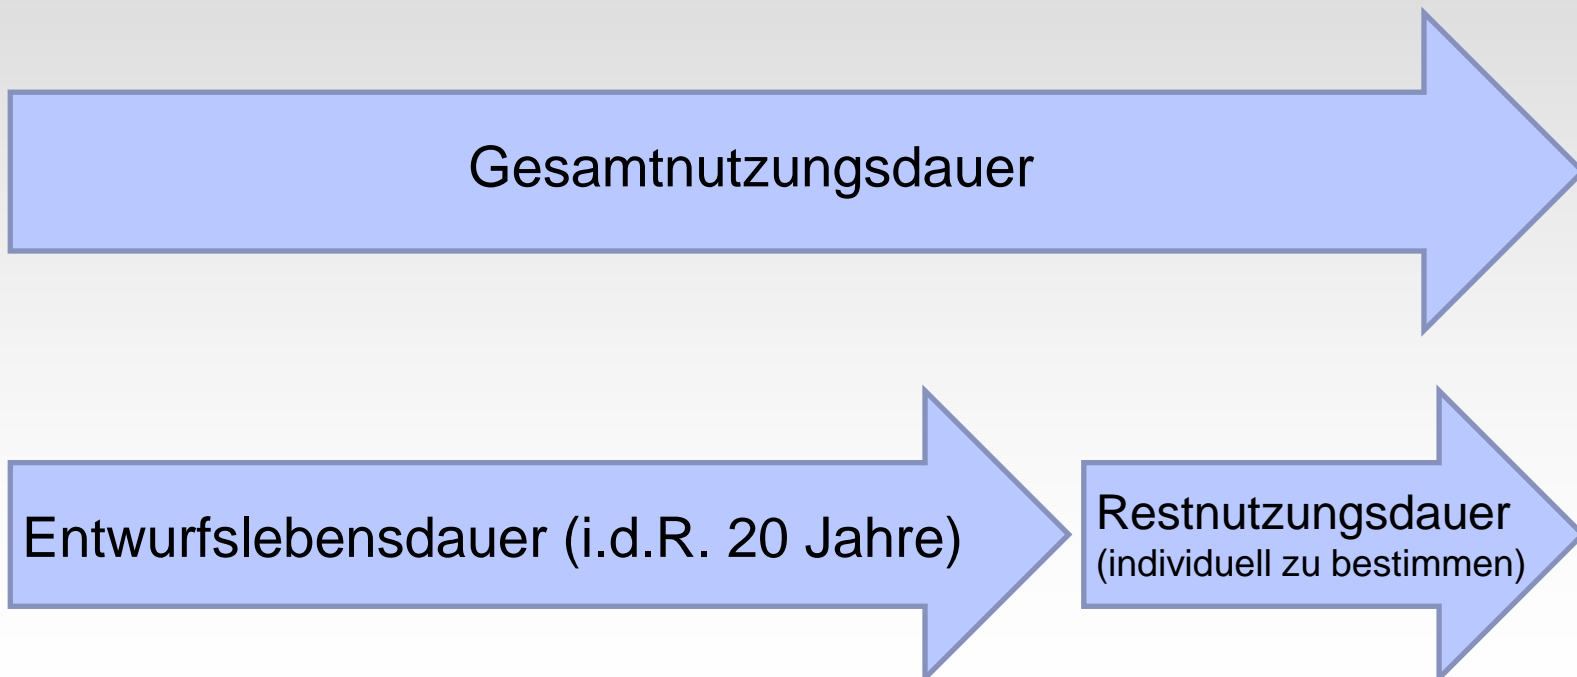 Gesamtnutzungsdauer
Entwurfslebensdauer (i.d.R. 20 Jahre)
Restnutzungsdauer
(individuell zu bestimmen)